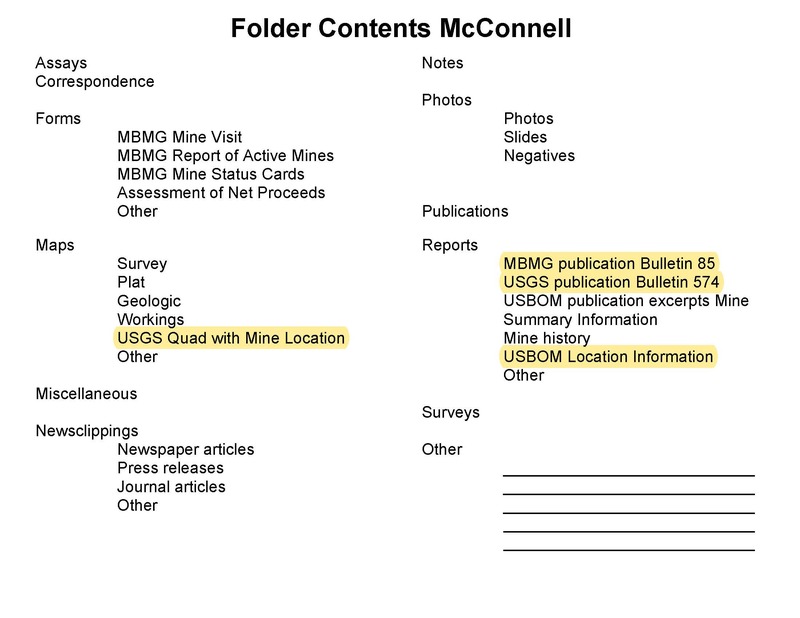 Folder Contents McConnell
Assays
Correspondence
Forms
MBMG Mine Visit
MBMG Report of Active Mines
MBMG Mine Status Cards
Assessment of Net Proceeds
Other
Maps
Survey
Plat
Geologic
Workings
USGS Quad with Mine Location
Other
Miscellaneous
Newsclippings
Newspaper articles
Press releases
Journal articles
Other
Notes
Photos
Photos
Slides
Negatives
Publications
Reports
MBMG publication Bulletin 85
USGS publication Bulletin 574
USBOM publication excerpts Mine
Summary Information
Mine history
USBOM Location Information
Other
Surveys
Other